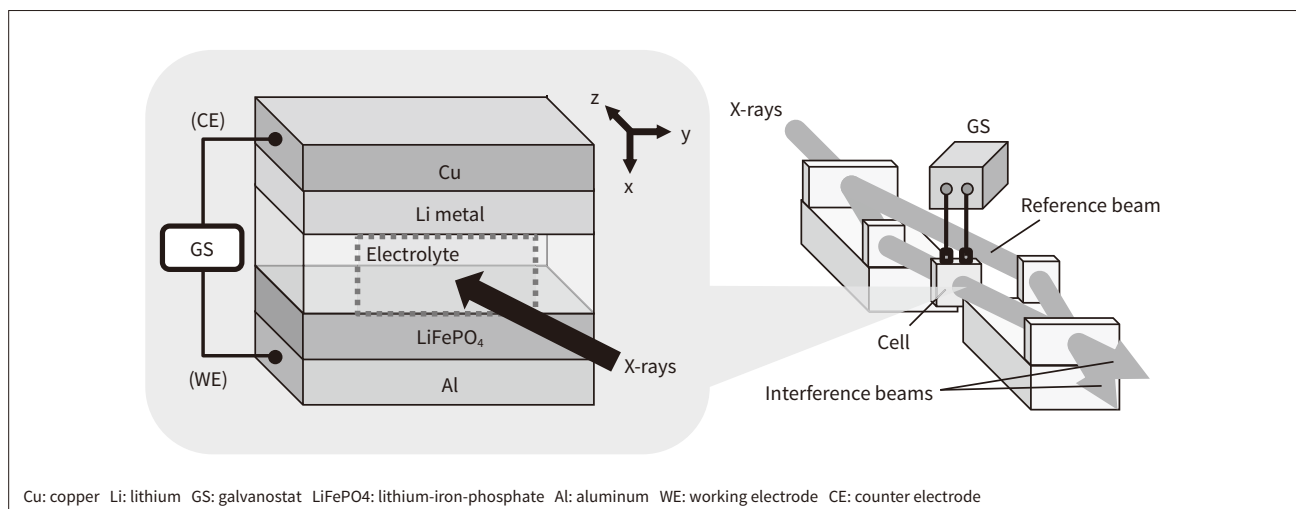 z
(CE)
y
x
Cu
Li metal
GS
Electrolyte
LiFePO₄
X-rays
(WE)
Al
X-rays
GS
Reference beam
Cell
Interference beams
Cu: copper Li: lithium GS: galvanostat LiFePO4: lithium-iron-phosphate Al: aluminum WE: working electrode CE: counter electrode